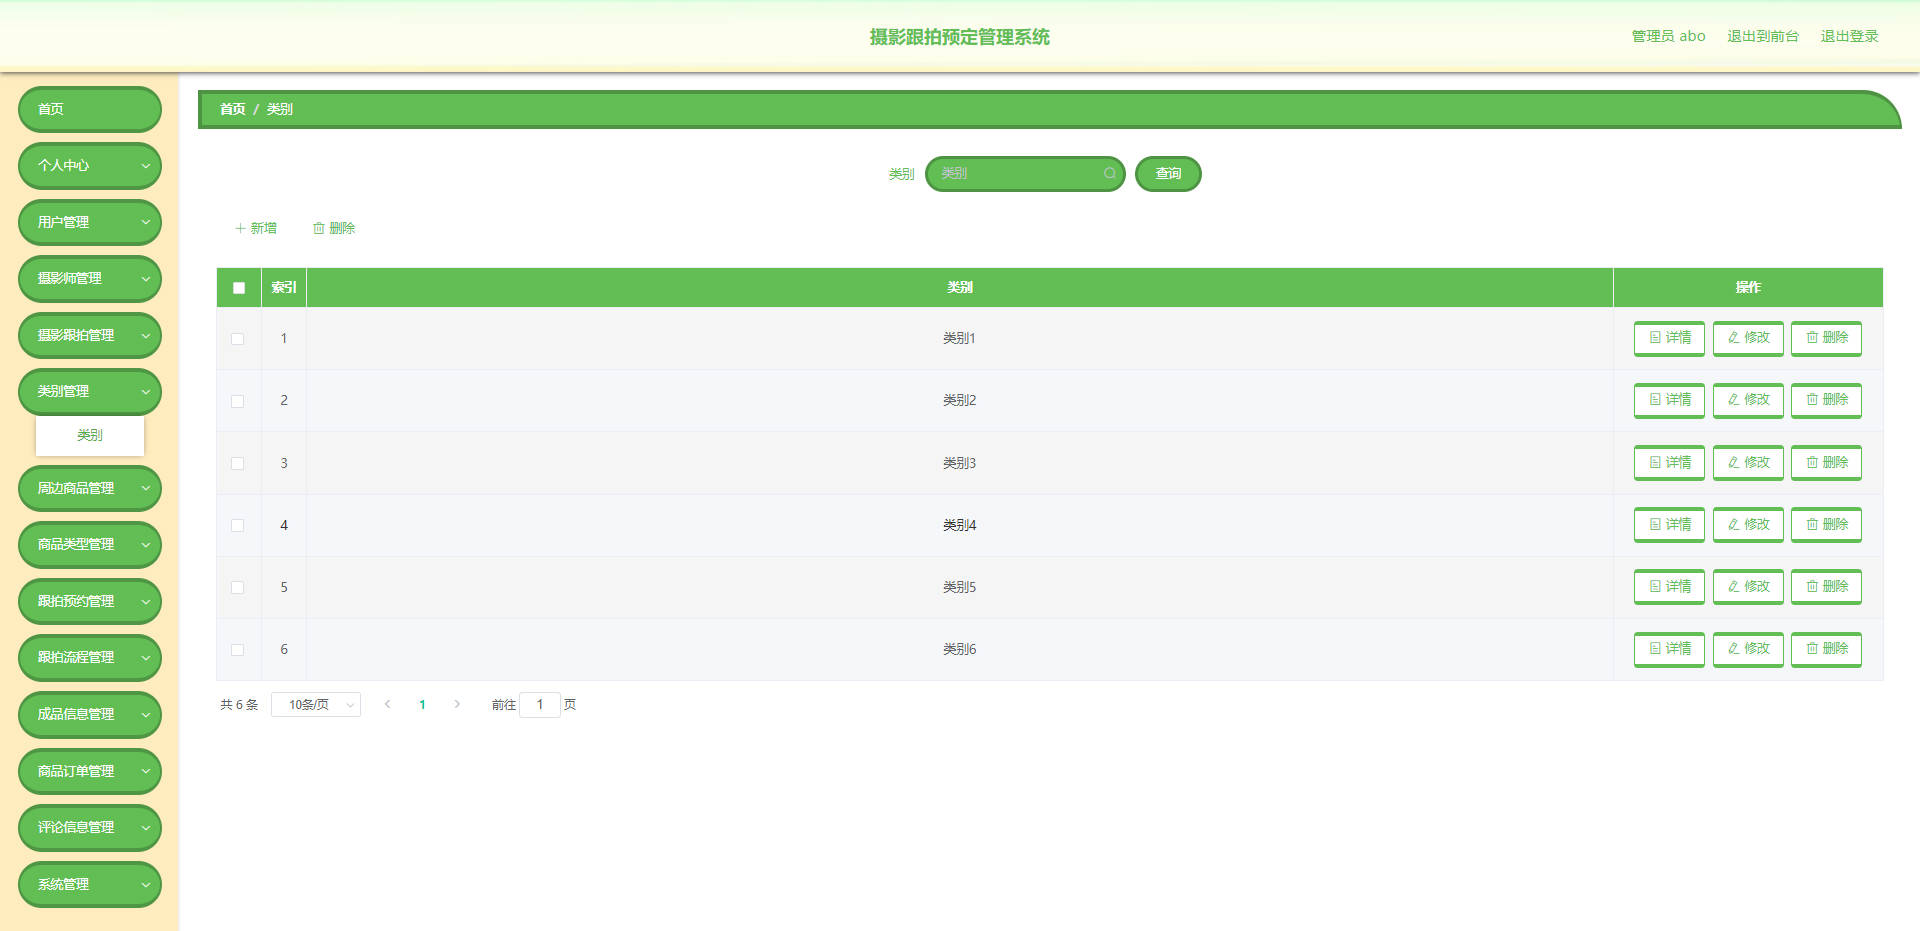 摄影跟拍预定管理系统
管理员 abo 退出到前台 退出登录
首页
个人中心
用户管理
摄影师管理
摄影跟拍管理
类别管理
类别
周边商品管理
商品类型管理
跟拍预约管理
跟拍流程管理
成品信息管理
商品订单管理
评论信息管理
系统管理
首页 / 类别
类别 类别 查询
新增 删除
索引 类别 操作
1 类别1 详情 修改 删除
2 类别2 详情 修改 删除
3 类别3 详情 修改 删除
4 类别4 详情 修改 删除
5 类别5 详情 修改 删除
6 类别6 详情 修改 删除
共 6 条 10条/页 1 前往 1 页